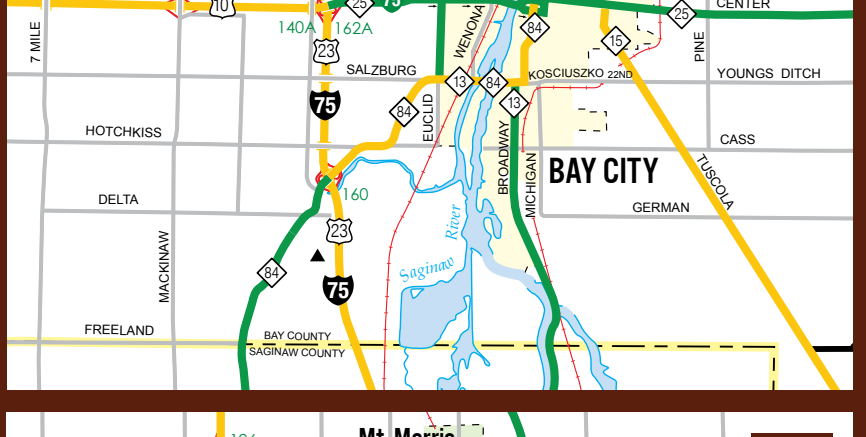 CENTER
10
25
75
140A
162A
84
25
7 MILE
WENONA
15
PINE
23
SALZBURG
13
84
KOSCIUSZKO
22ND
YOUNGS DITCH
75
84
13
EUCLID
HOTCHKISS
CASS
BROADWAY
MICHIGAN
BAY CITY
TUSCOLA
160
DELTA
GERMAN
23
River
MACKINAW
84
Saginaw
75
FREELAND
BAY COUNTY
SAGINAW COUNTY
Mt. Morris